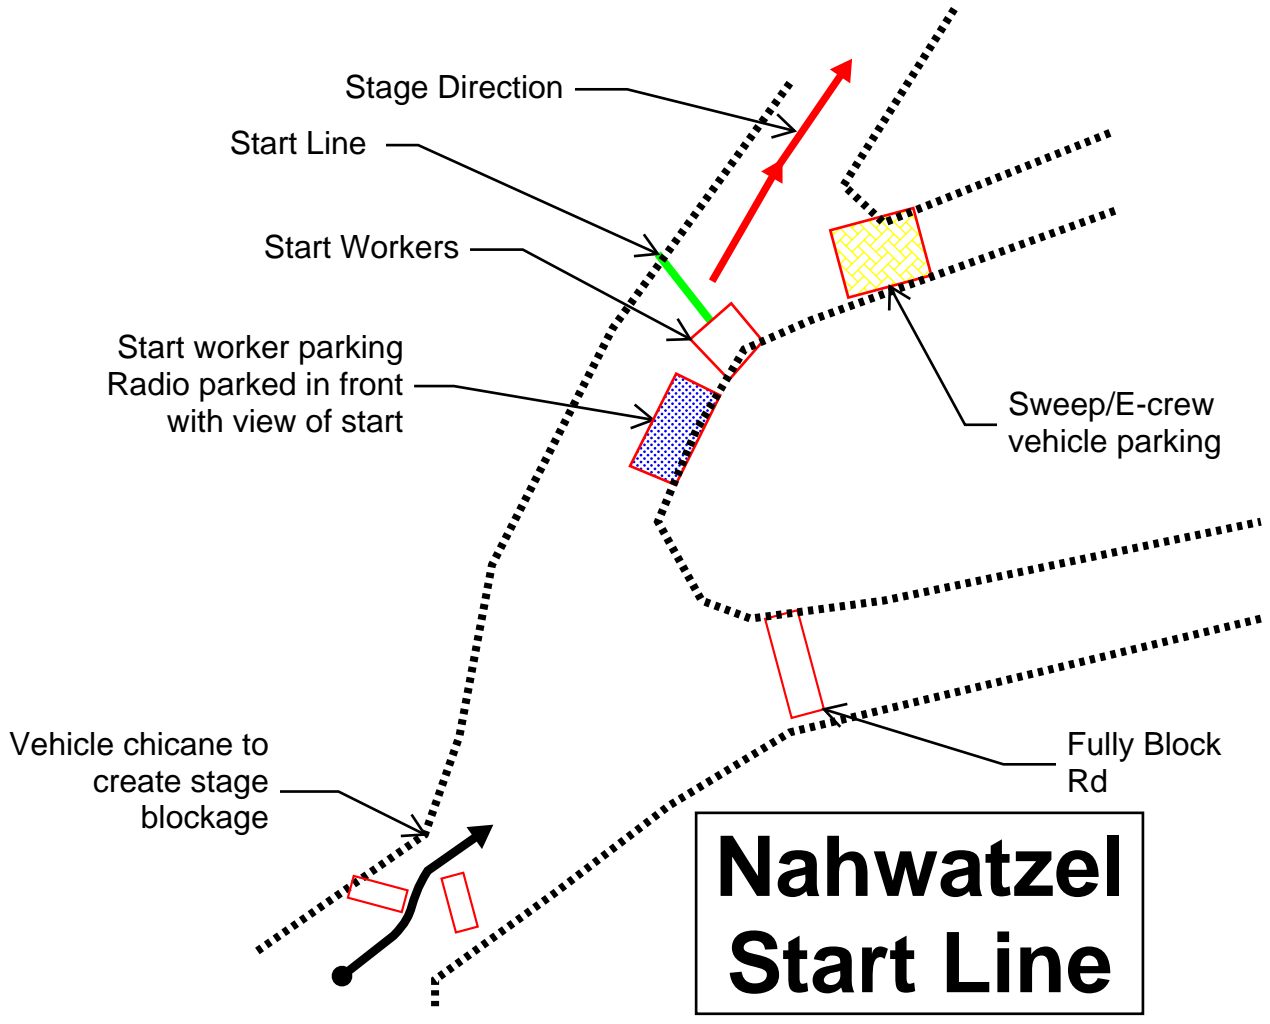 Stage Direction
Start Line
Start Workers
Start worker parking
Radio parked in front
with view of start
Sweep/E-crew
vehicle parking
Vehicle chicane to
create stage
blockage
Fully Block
Rd
Nahwatzel
Start Line